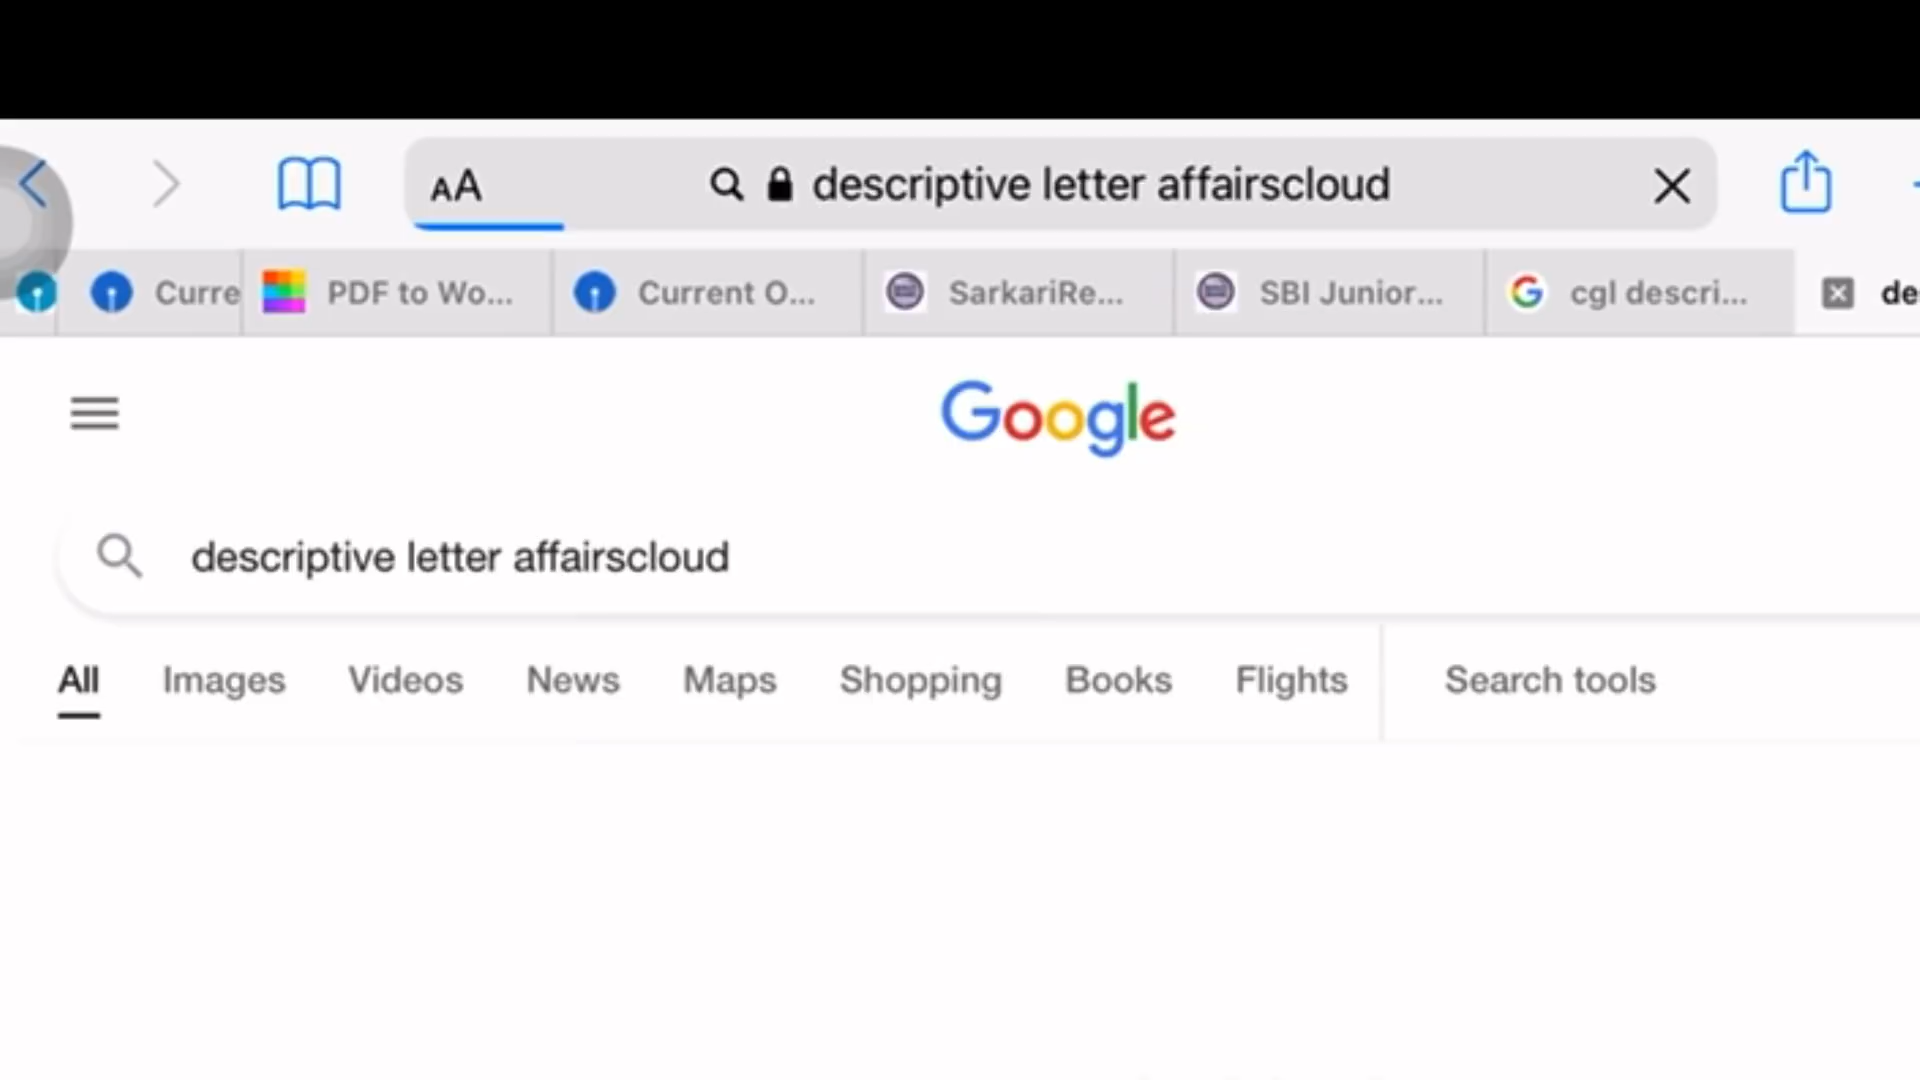 AA descriptive letter affairscloud
Curre PDF to Wo... Current O... SarkariRe... SBI Junior... cgl descri... de
Google
descriptive letter affairscloud
All Images Videos News Maps Shopping Books Flights Search tools